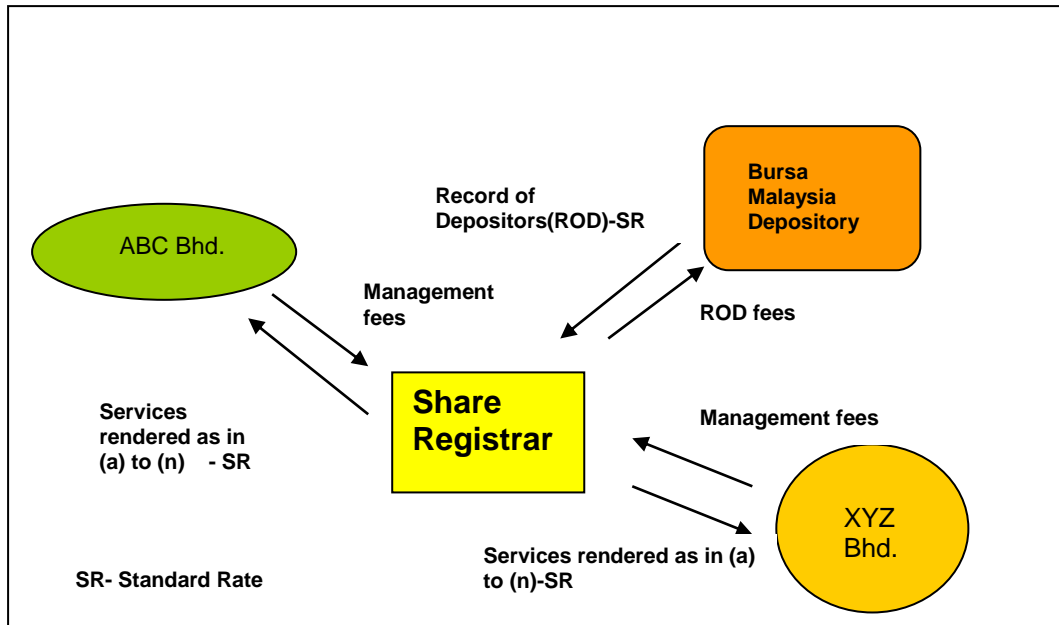 Bursa
Malaysia
Depository
Record of
Depositors(ROD)-SR
ABC Bhd.
Management
fees
ROD fees
Share
Registrar
Services
rendered as in
(a) to (n) - SR
Management fees
XYZ
Bhd.
Services rendered as in (a)
to (n)-SR
SR- Standard Rate